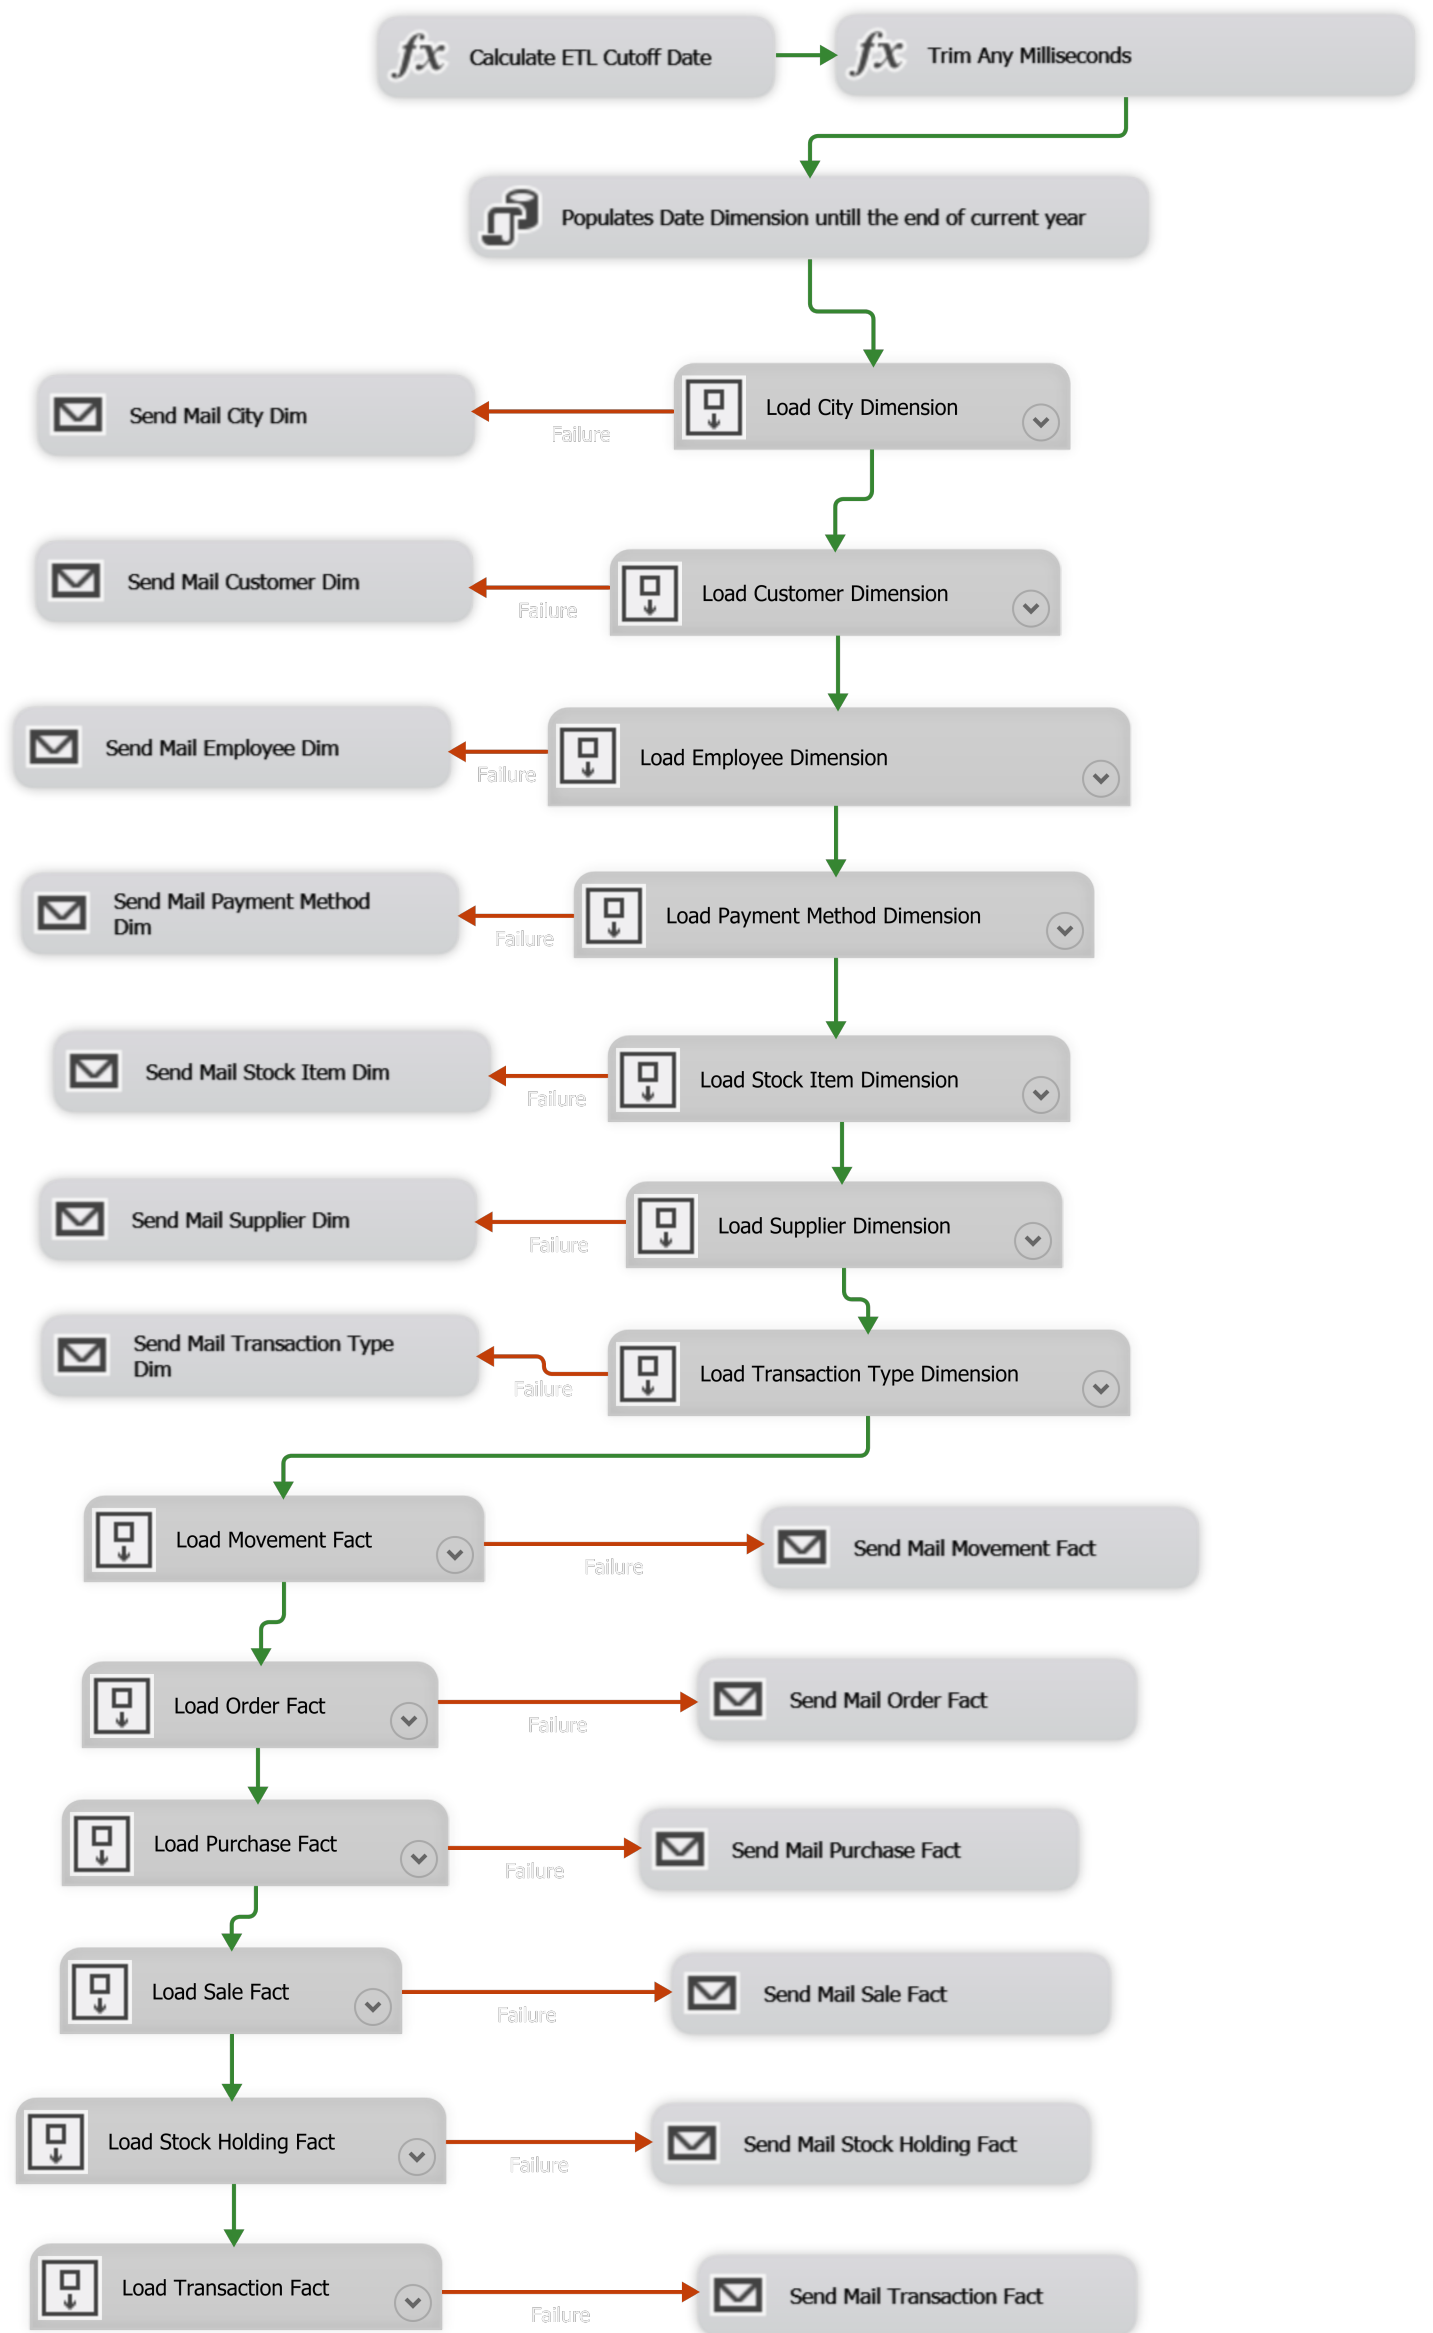 fx Calculate ETL Cutoff Date
fx Trim Any Milliseconds
Populates Date Dimension untill the end of current year
Send Mail City Dim
Failure
Load City Dimension
Send Mail Customer Dim
Failure
Load Customer Dimension
Send Mail Employee Dim
Failure
Load Employee Dimension
Send Mail Payment Method
Dim
Failure
Load Payment Method Dimension
Send Mail Stock Item Dim
Failure
Load Stock Item Dimension
Send Mail Supplier Dim
Failure
Load Supplier Dimension
Send Mail Transaction Type
Dim
Failure
Load Transaction Type Dimension
Load Movement Fact
Failure
Send Mail Movement Fact
Load Order Fact
Failure
Send Mail Order Fact
Load Purchase Fact
Failure
Send Mail Purchase Fact
Load Sale Fact
Failure
Send Mail Sale Fact
Load Stock Holding Fact
Failure
Send Mail Stock Holding Fact
Load Transaction Fact
Failure
Send Mail Transaction Fact